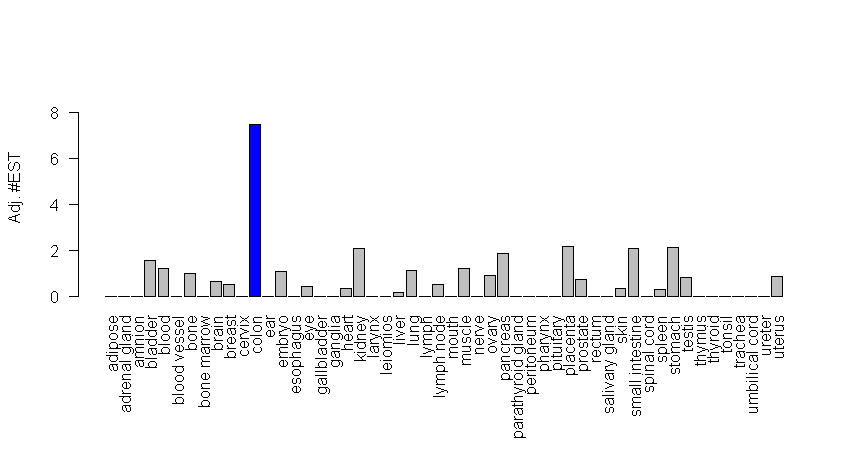 Adj. #EST
8
6
4
2
0
adipose
adrenal gland
amnion
bladder
blood
blood vessel
bone
bone marrow
brain
breast
cervix
colon
ear
embryo
esophagus
eye
gallbladder
ganglia
heart
kidney
larynx
leiomios
liver
lung
lymph
lymph node
mouth
muscle
nerve
ovary
pancreas
parathyroid gland
peritoneum
pharynx
pituitary
placenta
prostate
rectum
salivary gland
skin
small intestine
spinal cord
spleen
stomach
testis
thymus
thyroid
tonsil
trachea
umbilical cord
ureter
uterus